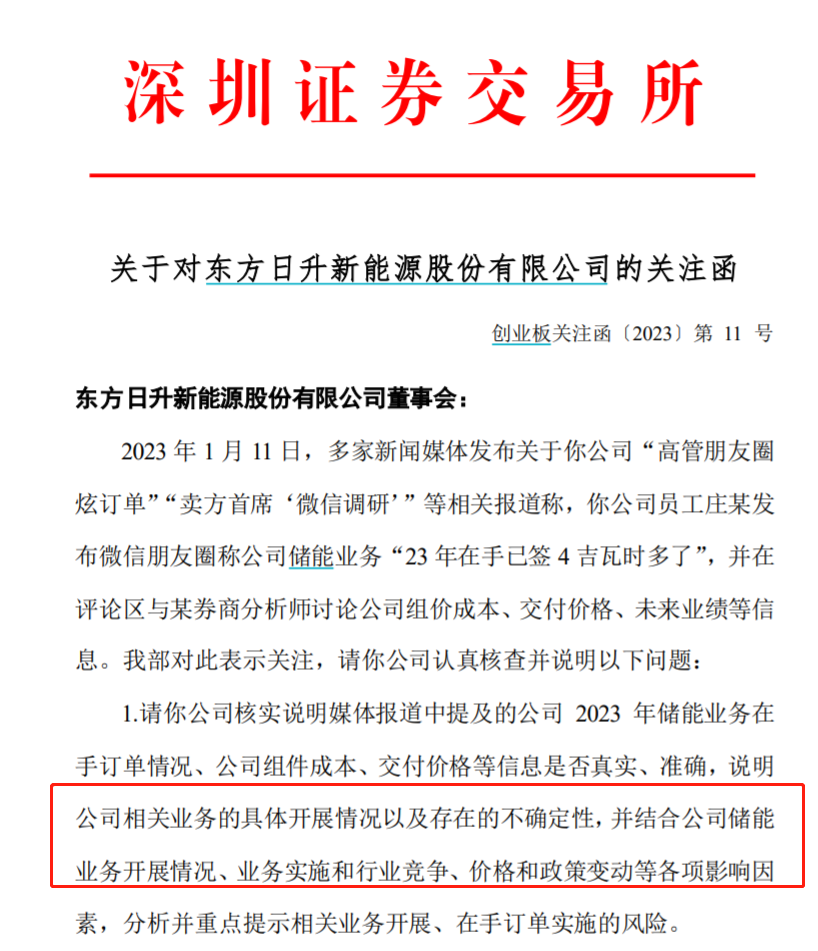 深圳证券交易所
关于对东方日升新能源股份有限公司的关注函
创业板关注函〔2023〕第 11 号
东方日升新能源股份有限公司董事会：
2023 年 1 月 11 日，多家新闻媒体发布关于你公司“高管朋友圈
炫订单”“卖方首席‘微信调研’”等相关报道称，你公司员工庄某发
布微信朋友圈称公司储能业务“23 年在手已签 4 吉瓦时多了”，并在
评论区与某券商分析师讨论公司组价成本、交付价格、未来业绩等信
息。我部对此表示关注，请你公司认真核查并说明以下问题：
1.请你公司核实说明媒体报道中提及的公司 2023 年储能业务在
手订单情况、公司组件成本、交付价格等信息是否真实、准确，说明
公司相关业务的具体开展情况以及存在的不确定性，并结合公司储能
业务开展情况、业务实施和行业竞争、价格和政策变动等各项影响因
素，分析并重点提示相关业务开展、在手订单实施的风险。